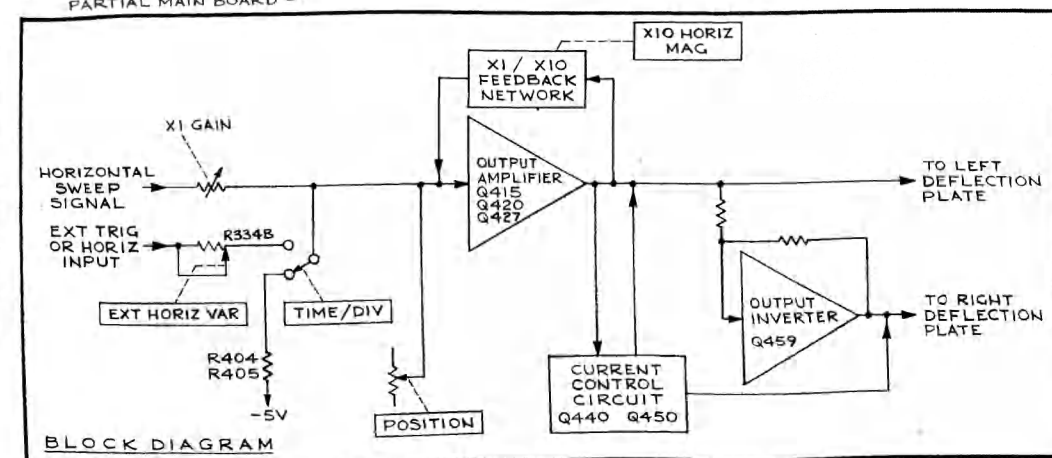 PARTIAL MAIN BOARD
X10 HORIZ
MAG
X1 / X10
FEEDBACK
NETWORK
X1 GAIN
HORIZONTAL
SWEEP
SIGNAL
OUTPUT
AMPLIFIER
Q415
Q420
Q427
TO LEFT
DEFLECTION
PLATE
EXT TRIG
OR HORIZ
INPUT
R334B
EXT HORIZ VAR
TIME/DIV
OUTPUT
INVERTER
Q459
TO RIGHT
DEFLECTION
PLATE
R404
R405
-5V
POSITION
CURRENT
CONTROL
CIRCUIT
Q440 Q450
BLOCK DIAGRAM